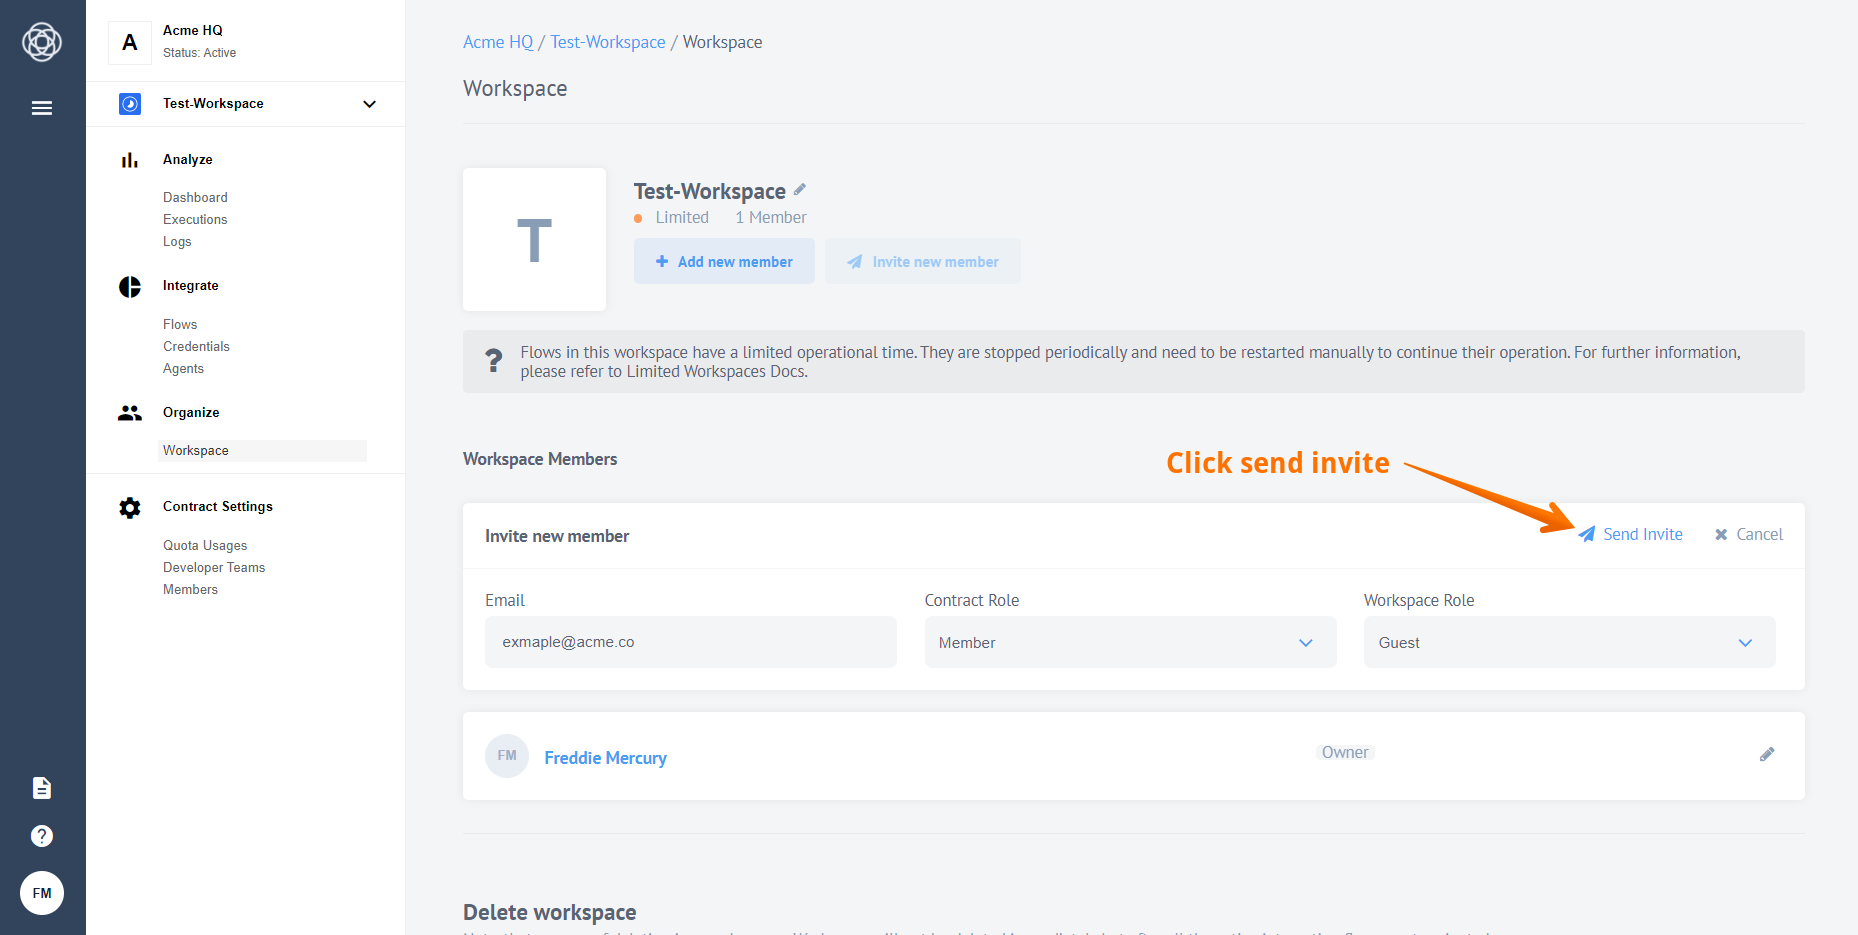 A
Acme HQ
Status: Active
Test-Workspace
Analyze
Dashboard
Executions
Logs
Integrate
Flows
Credentials
Agents
Organize
Workspace
Contract Settings
Quota Usages
Developer Teams
Members
?
FM
Acme HQ / Test-Workspace / Workspace
Workspace
T
Test-Workspace
Limited 1 Member
Add new member Invite new member
? Flows in this workspace have a limited operational time. They are stopped periodically and need to be restarted manually to continue their operation. For further information,
please refer to Limited Workspaces Docs.
Workspace Members
Click send invite
Invite new member
Send Invite Cancel
Email Contract Role Workspace Role
exmaple@acme.co Member Guest
FM Freddie Mercury Owner
Delete workspace